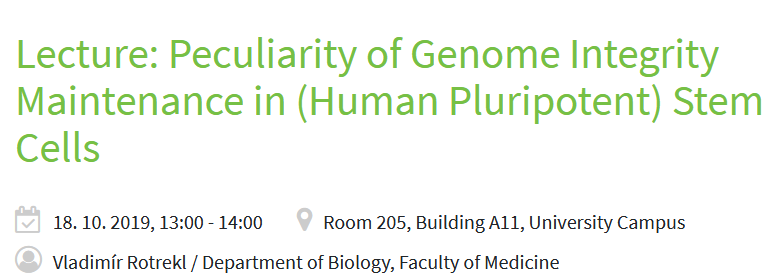 Lecture: Peculiarity of Genome Integrity
Maintenance in (Human Pluripotent) Stem
Cells
18. 10. 2019, 13:00 - 14:00 Room 205, Building A11, University Campus
Vladimír Rotrekl / Department of Biology, Faculty of Medicine